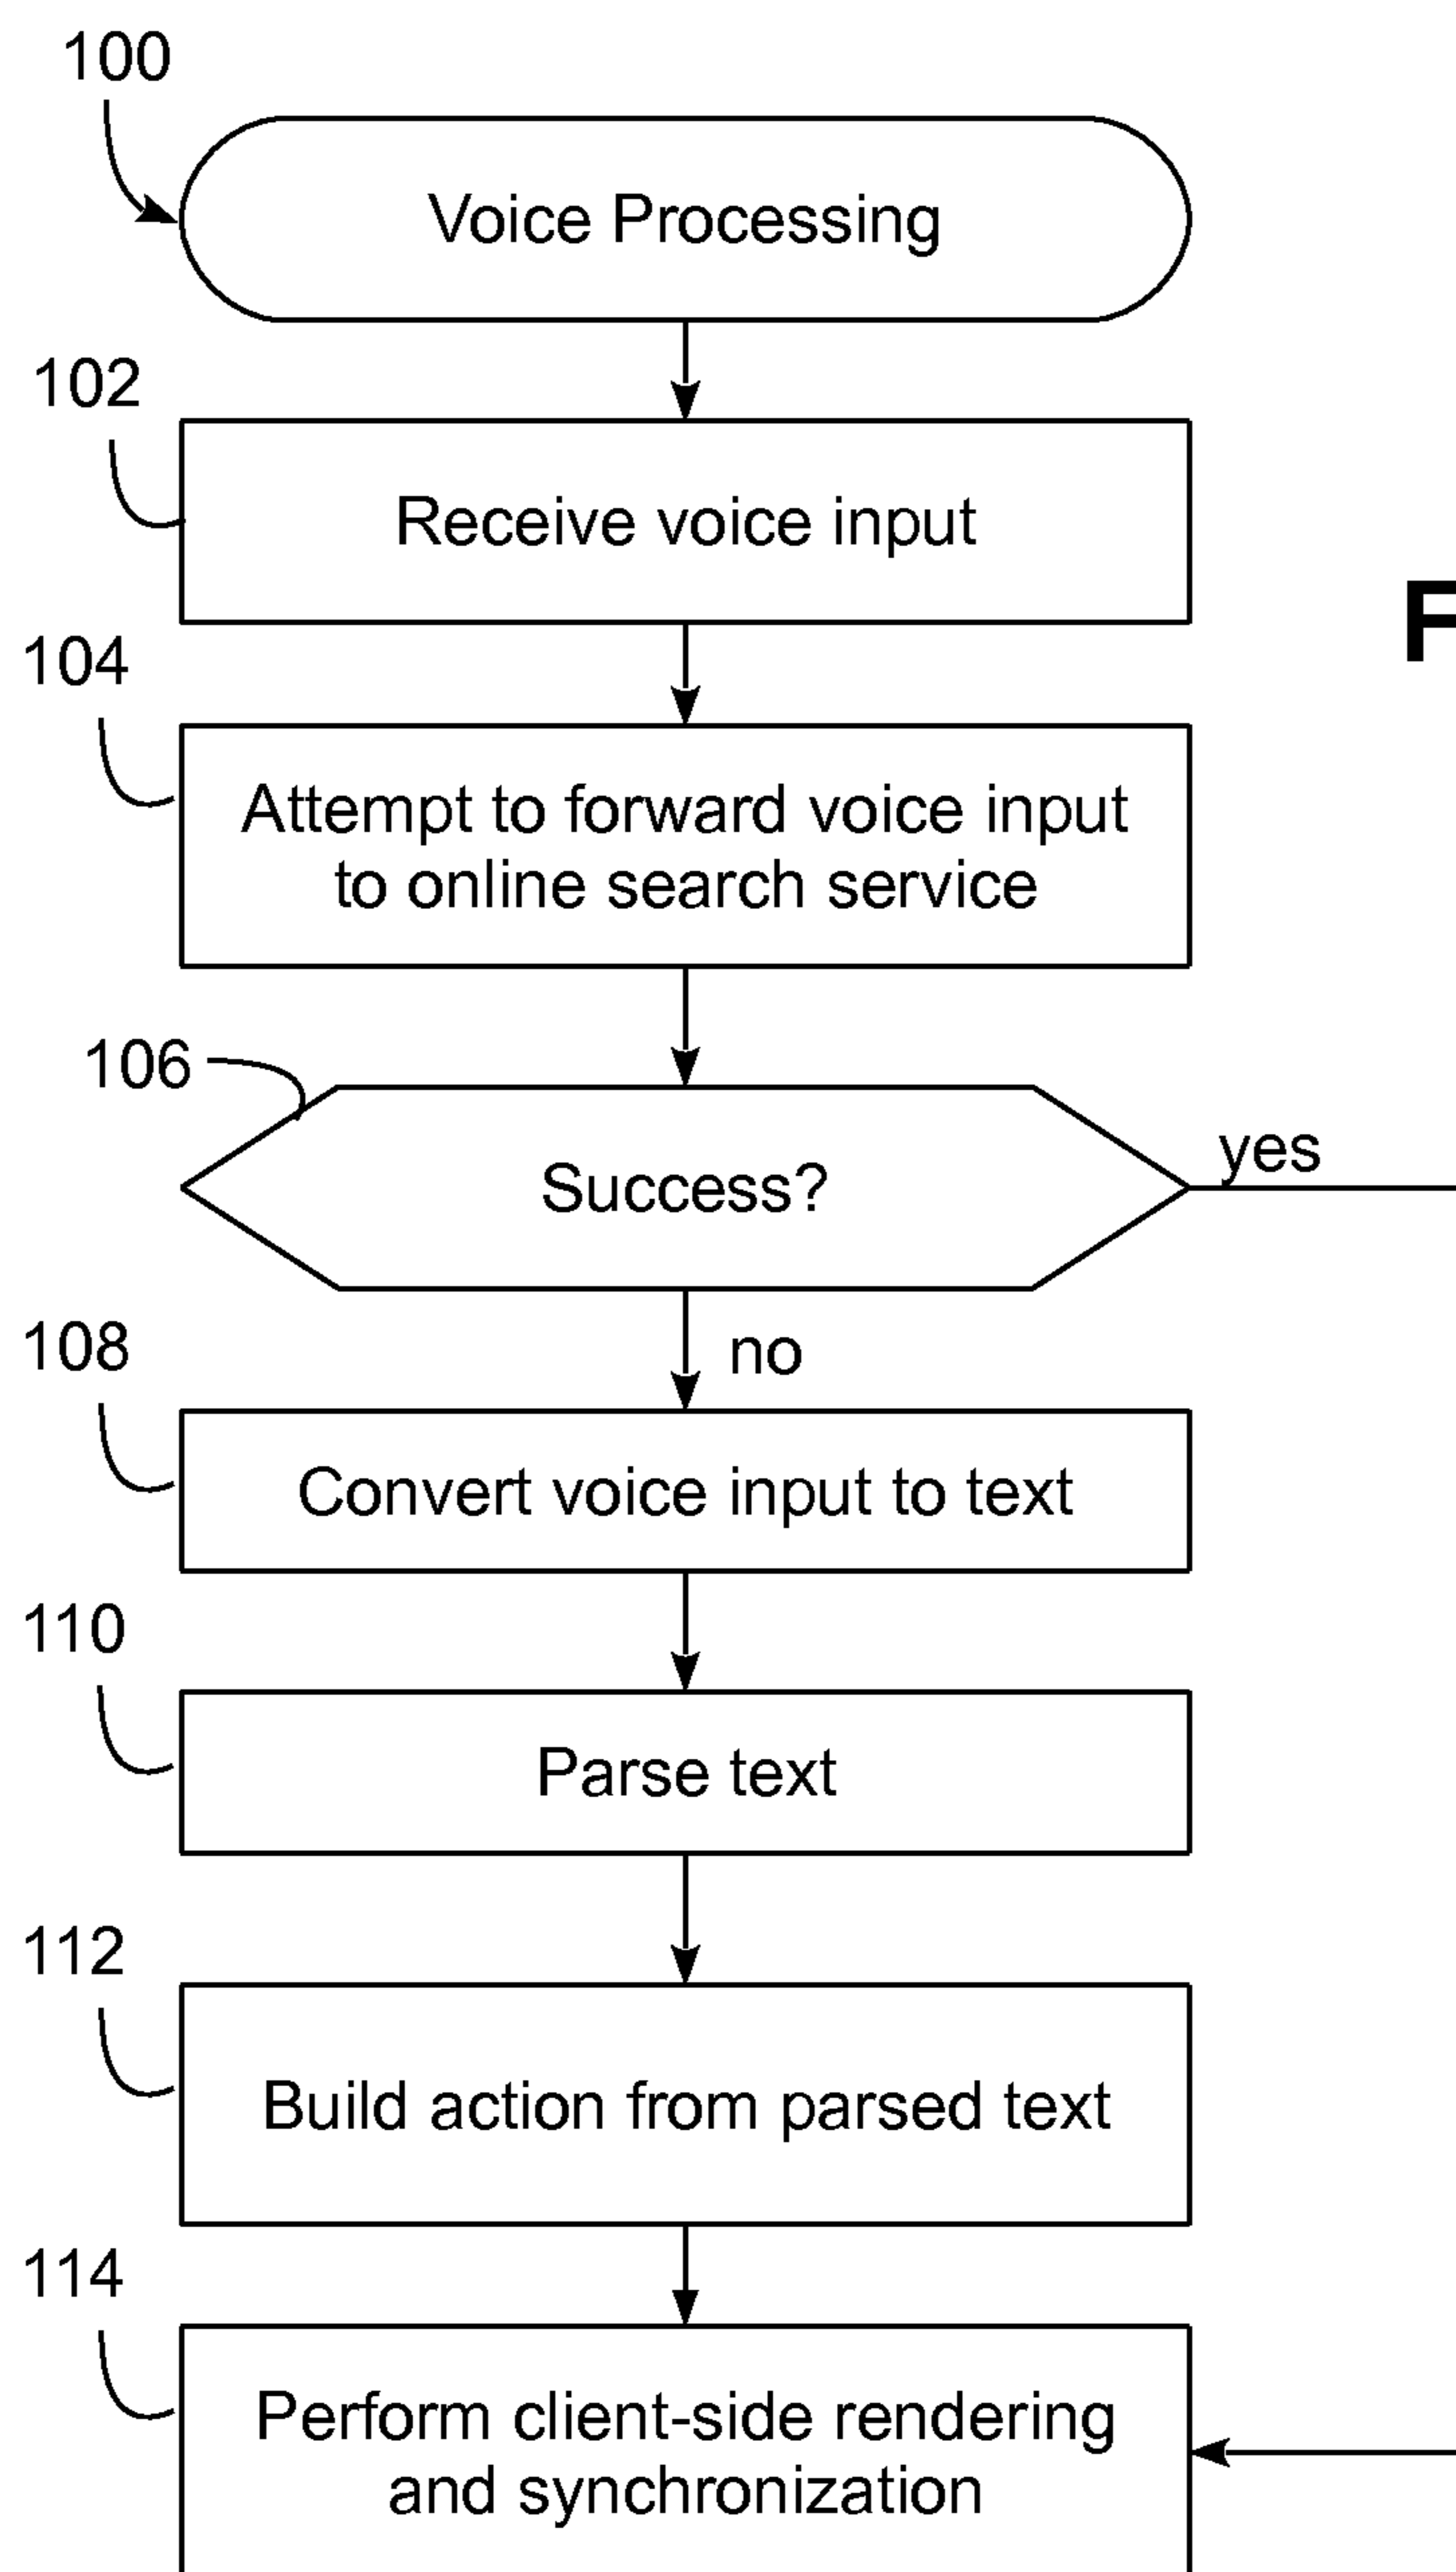 100
Voice Processing
102
Receive voice input
F
104
Attempt to forward voice input
to online search service
106
Success?
yes
no
108
Convert voice input to text
110
Parse text
112
Build action from parsed text
114
Perform client-side rendering
and synchronization